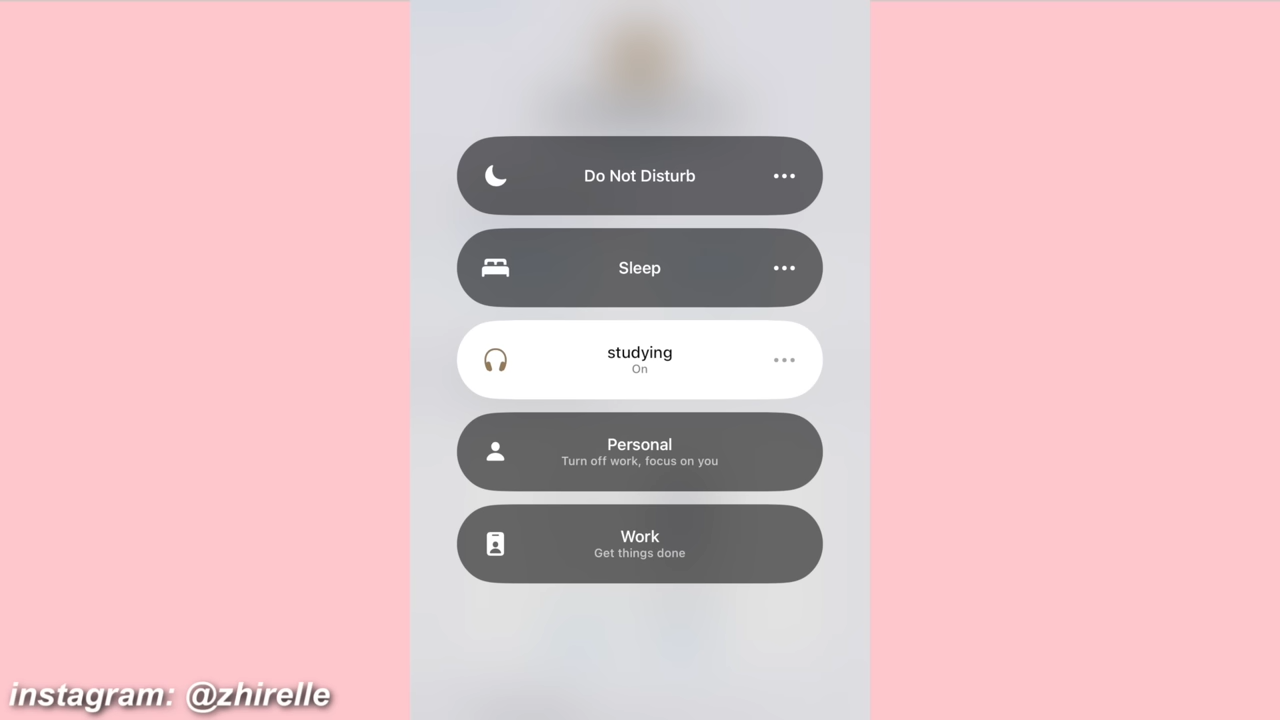 Do Not Disturb
Sleep
studying
On
Personal
Turn off work, focus on you
Work
Get things done
instagram: @zhirelle